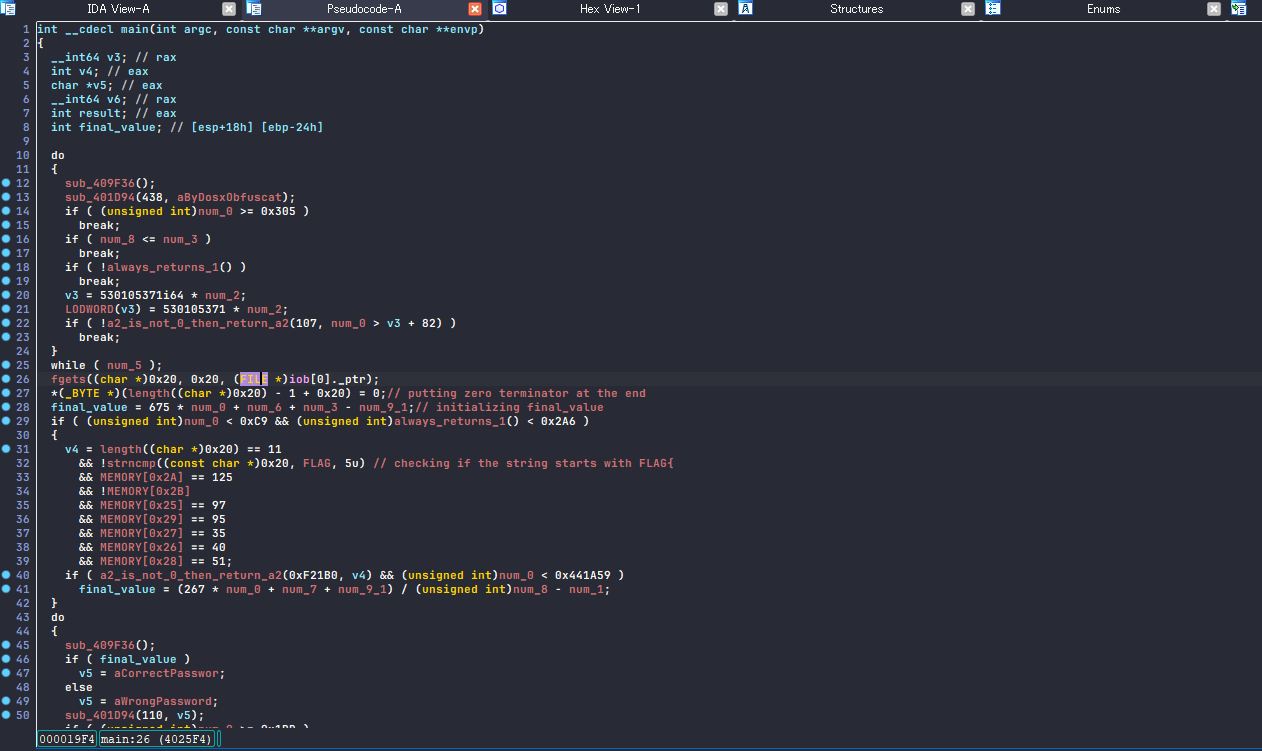 IDA View-A Pseudocode-A Hex View-1 Structures Enums
1 int __cdecl main(int argc, const char **argv, const char **envp)
2 {
3 __int64 v3; // rax
4 int v4; // eax
5 char *v5; // eax
6 __int64 v6; // rax
7 int result; // eax
8 int final_value; // [esp+18h] [ebp-24h]
9
10 do
11 {
12 sub_409F36();
13 sub_401D94(438, aByDosxObfuscat);
14 if ( (unsigned int)num_0 >= 0x305 )
15 break;
16 if ( num_8 <= num_3 )
17 break;
18 if ( !always_returns_1() )
19 break;
20 v3 = 530105371i64 * num_2;
21 LODWORD(v3) = 530105371 * num_2;
22 if ( !a2_is_not_0_then_return_a2(107, num_0 > v3 + 82) )
23 break;
24 }
25 while ( num_5 );
26 fgets((char *)0x20, 0x20, (FILE *)iob[0]._ptr);
27 *(_BYTE *)(length((char *)0x20) - 1 + 0x20) = 0;// putting zero terminator at the end
28 final_value = 675 * num_0 + num_6 + num_3 - num_9_1;// initializing final_value
29 if ( (unsigned int)num_0 < 0xC9 && (unsigned int)always_returns_1() < 0x2A6 )
30 {
31 v4 = length((char *)0x20) == 11
32 && !strncmp((const char *)0x20, FLAG, 5u) // checking if the string starts with FLAG{
33 && MEMORY[0x2A] == 125
34 && !MEMORY[0x2B]
35 && MEMORY[0x25] == 97
36 && MEMORY[0x29] == 95
37 && MEMORY[0x27] == 35
38 && MEMORY[0x26] == 40
39 && MEMORY[0x28] == 51;
40 if ( a2_is_not_0_then_return_a2(0xF21B0, v4) && (unsigned int)num_0 < 0x441A59 )
41 final_value = (267 * num_0 + num_7 + num_9_1) / (unsigned int)num_8 - num_1;
42 }
43 do
44 {
45 sub_409F36();
46 if ( final_value )
47 v5 = aCorrectPasswor;
48 else
49 v5 = aWrongPassword;
50 sub_401D94(110, v5);
000019F4 main:26 (4025F4)